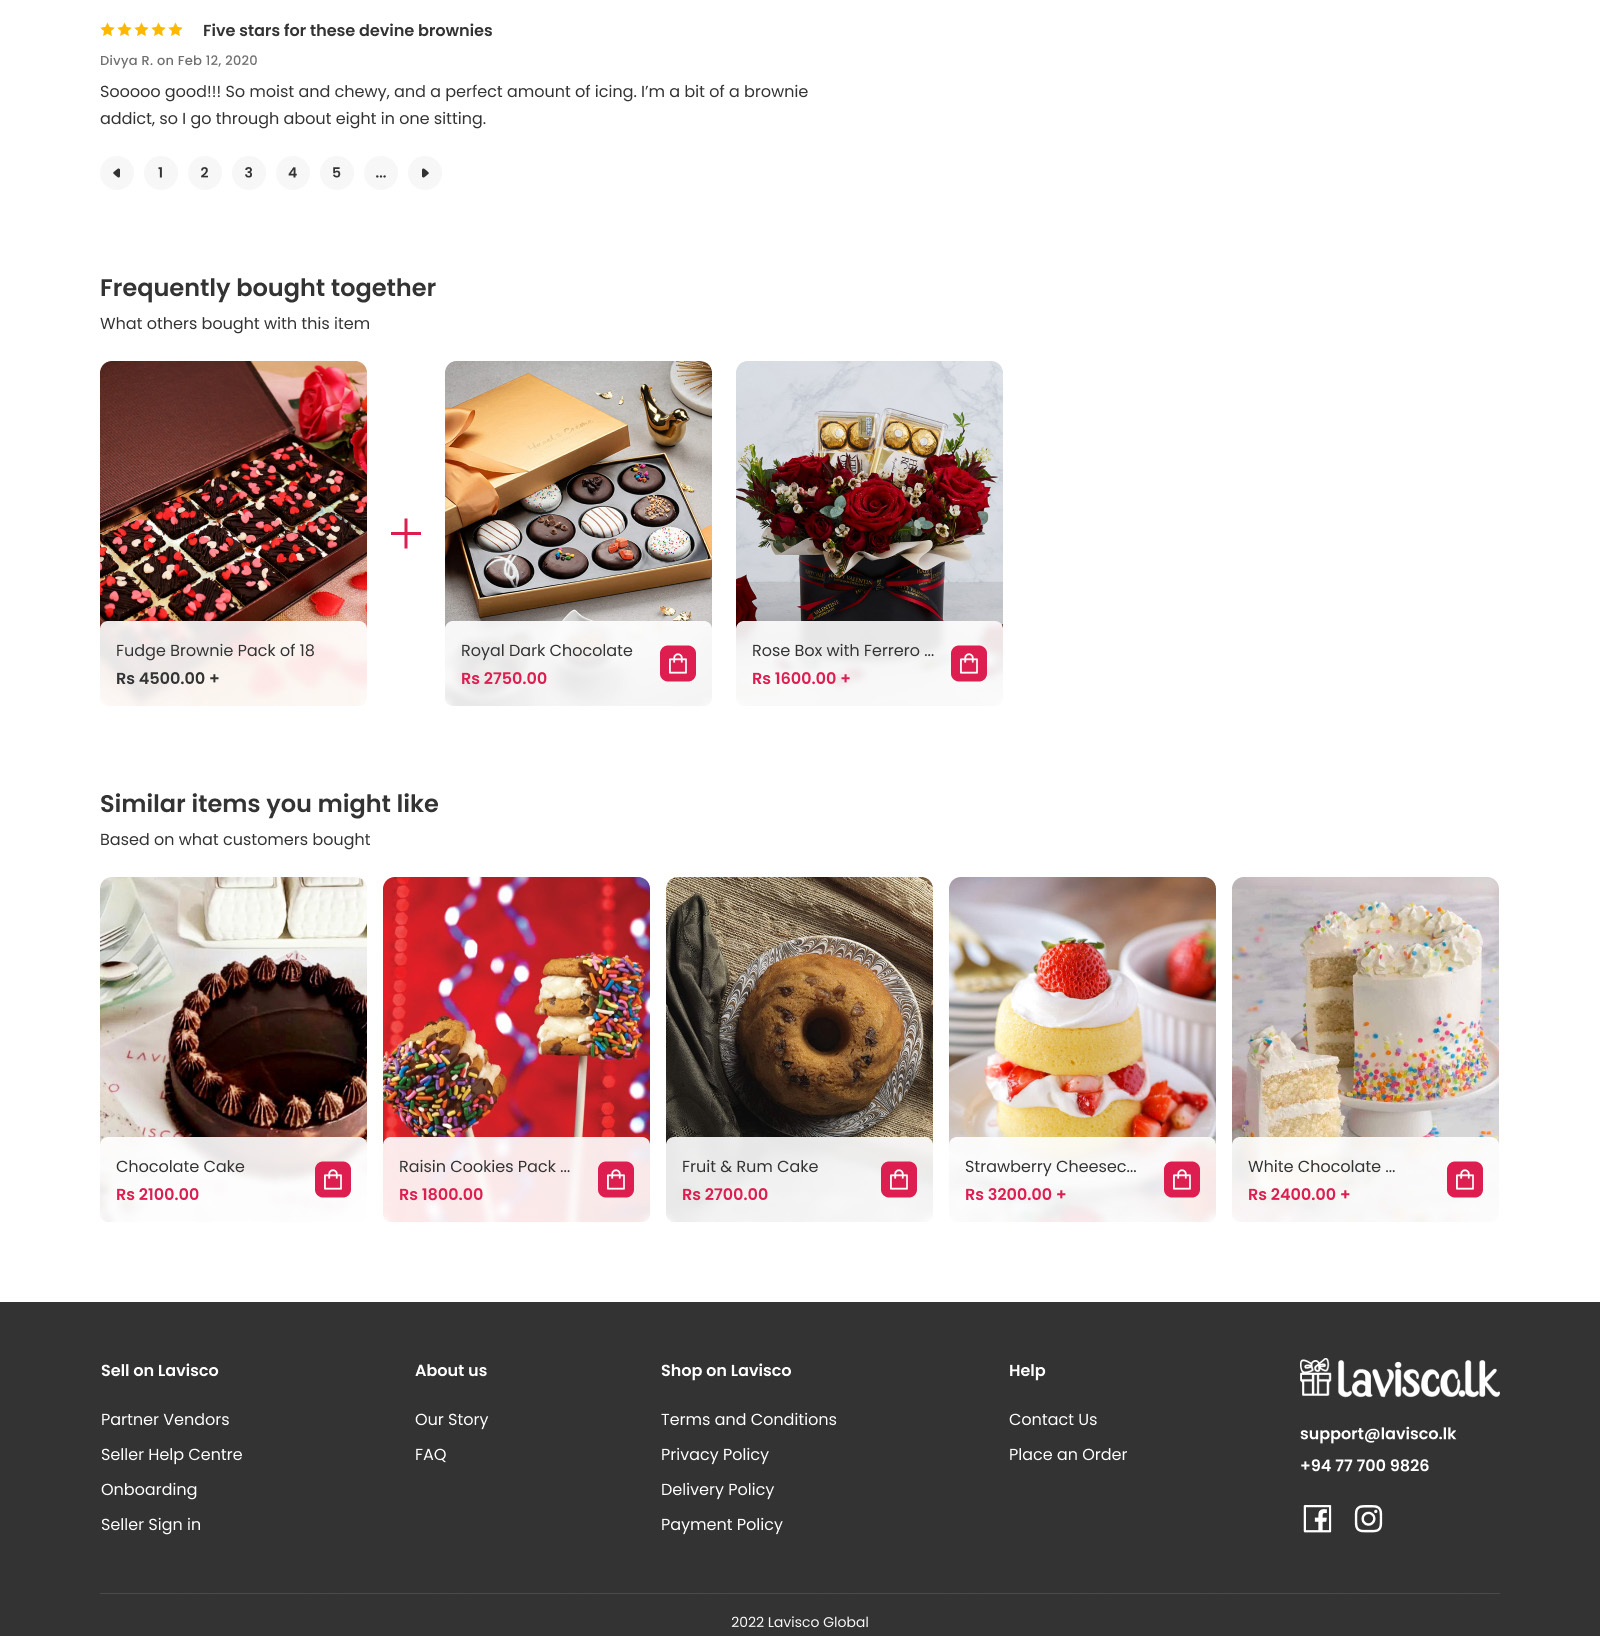 Five stars for these devine brownies
Divya R. on Feb 12, 2020
Sooooo good!!! So moist and chewy, and a perfect amount of icing. I’m a bit of a brownie
addict, so I go through about eight in one sitting.
1 2 3 4 5 ...
Frequently bought together
What others bought with this item
Fudge Brownie Pack of 18
Rs 4500.00 +
Royal Dark Chocolate
Rs 2750.00
Rose Box with Ferrero ...
Rs 1600.00 +
Similar items you might like
Based on what customers bought
Chocolate Cake
Rs 2100.00
Raisin Cookies Pack ...
Rs 1800.00
Fruit & Rum Cake
Rs 2700.00
Strawberry Cheesec...
Rs 3200.00 +
White Chocolate ...
Rs 2400.00 +
Sell on Lavisco
Partner Vendors
Seller Help Centre
Onboarding
Seller Sign in
About us
Our Story
FAQ
Shop on Lavisco
Terms and Conditions
Privacy Policy
Delivery Policy
Payment Policy
Help
Contact Us
Place an Order
lavisco.lk
support@lavisco.lk
+94 77 700 9826
2022 Lavisco Global